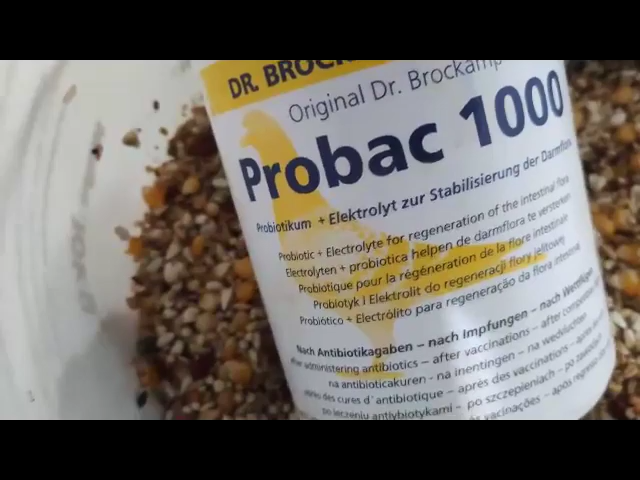 DR. BROCK
Original Dr. Brockamp
Probac 1000
Probiotikum + Elektrolyt zur Stabilisierung der Darmflora
Probiotic + Electrolyte for regeneration of the intestinal flora
Electrolyten + probiotica helpen de darmflora te versterken
Probiotique pour la régénération de la flore intestinale
Probiotyk i Elektrolit do regeneracji flory jelitowej
Probiótico + Electrólito para regeneração da flora intestinal
Nach Antibiotikagaben – nach Impfungen – nach Wettflügen
after administering antibiotics – after vaccinations – after
na antibioticakuren - na inentingen – na wedvluchten
après des cures d'antibiotique – après des vaccinations – après
po leczeniu antybiotykami - po szczepieniach –
vacinações –